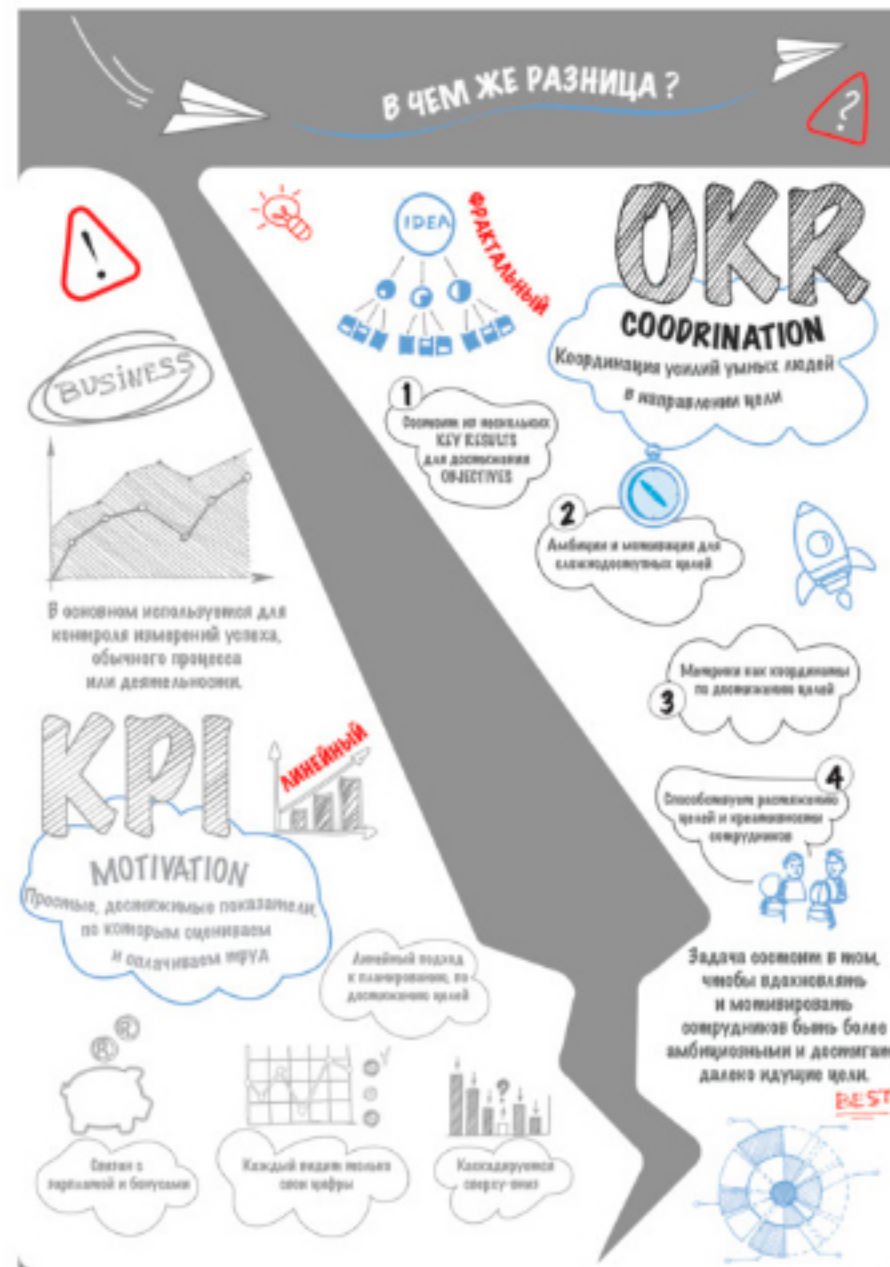 В ЧЕМ ЖЕ РАЗНИЦА?
?
!
BUSINESS
В основном используется для
контроля измерений успеха,
обычного процесса
или деятельности.
KPI
ЛИНЕЙНЫЙ
MOTIVATION
Простые, достижимые показатели,
по которым оцениваем
и оплачиваем труд
Линейный подход
к планированию, по
достижению целей
Связан с
зарплатой и бонусами
Каждый видит только
свои цифры
?
Каскадируется
сверху-вниз
IDEA
ФРАКТАЛЬНЫЙ
OKR
COODRINATION
Координация усилий умных людей
в направлении цели
1
Состоит из нескольких
KEY RESULTS
для достижения
OBJECTIVES
2
Амбиции и мотивация для
сложнодоступных целей
3
Метрики как координаты
по достижению целей
4
Способствует растяжению
целей и креативности
сотрудников
Задача состоит в том,
чтобы вдохновлять
и мотивировать
сотрудников быть более
амбициозными и достигать
далеко идущие цели.
BEST